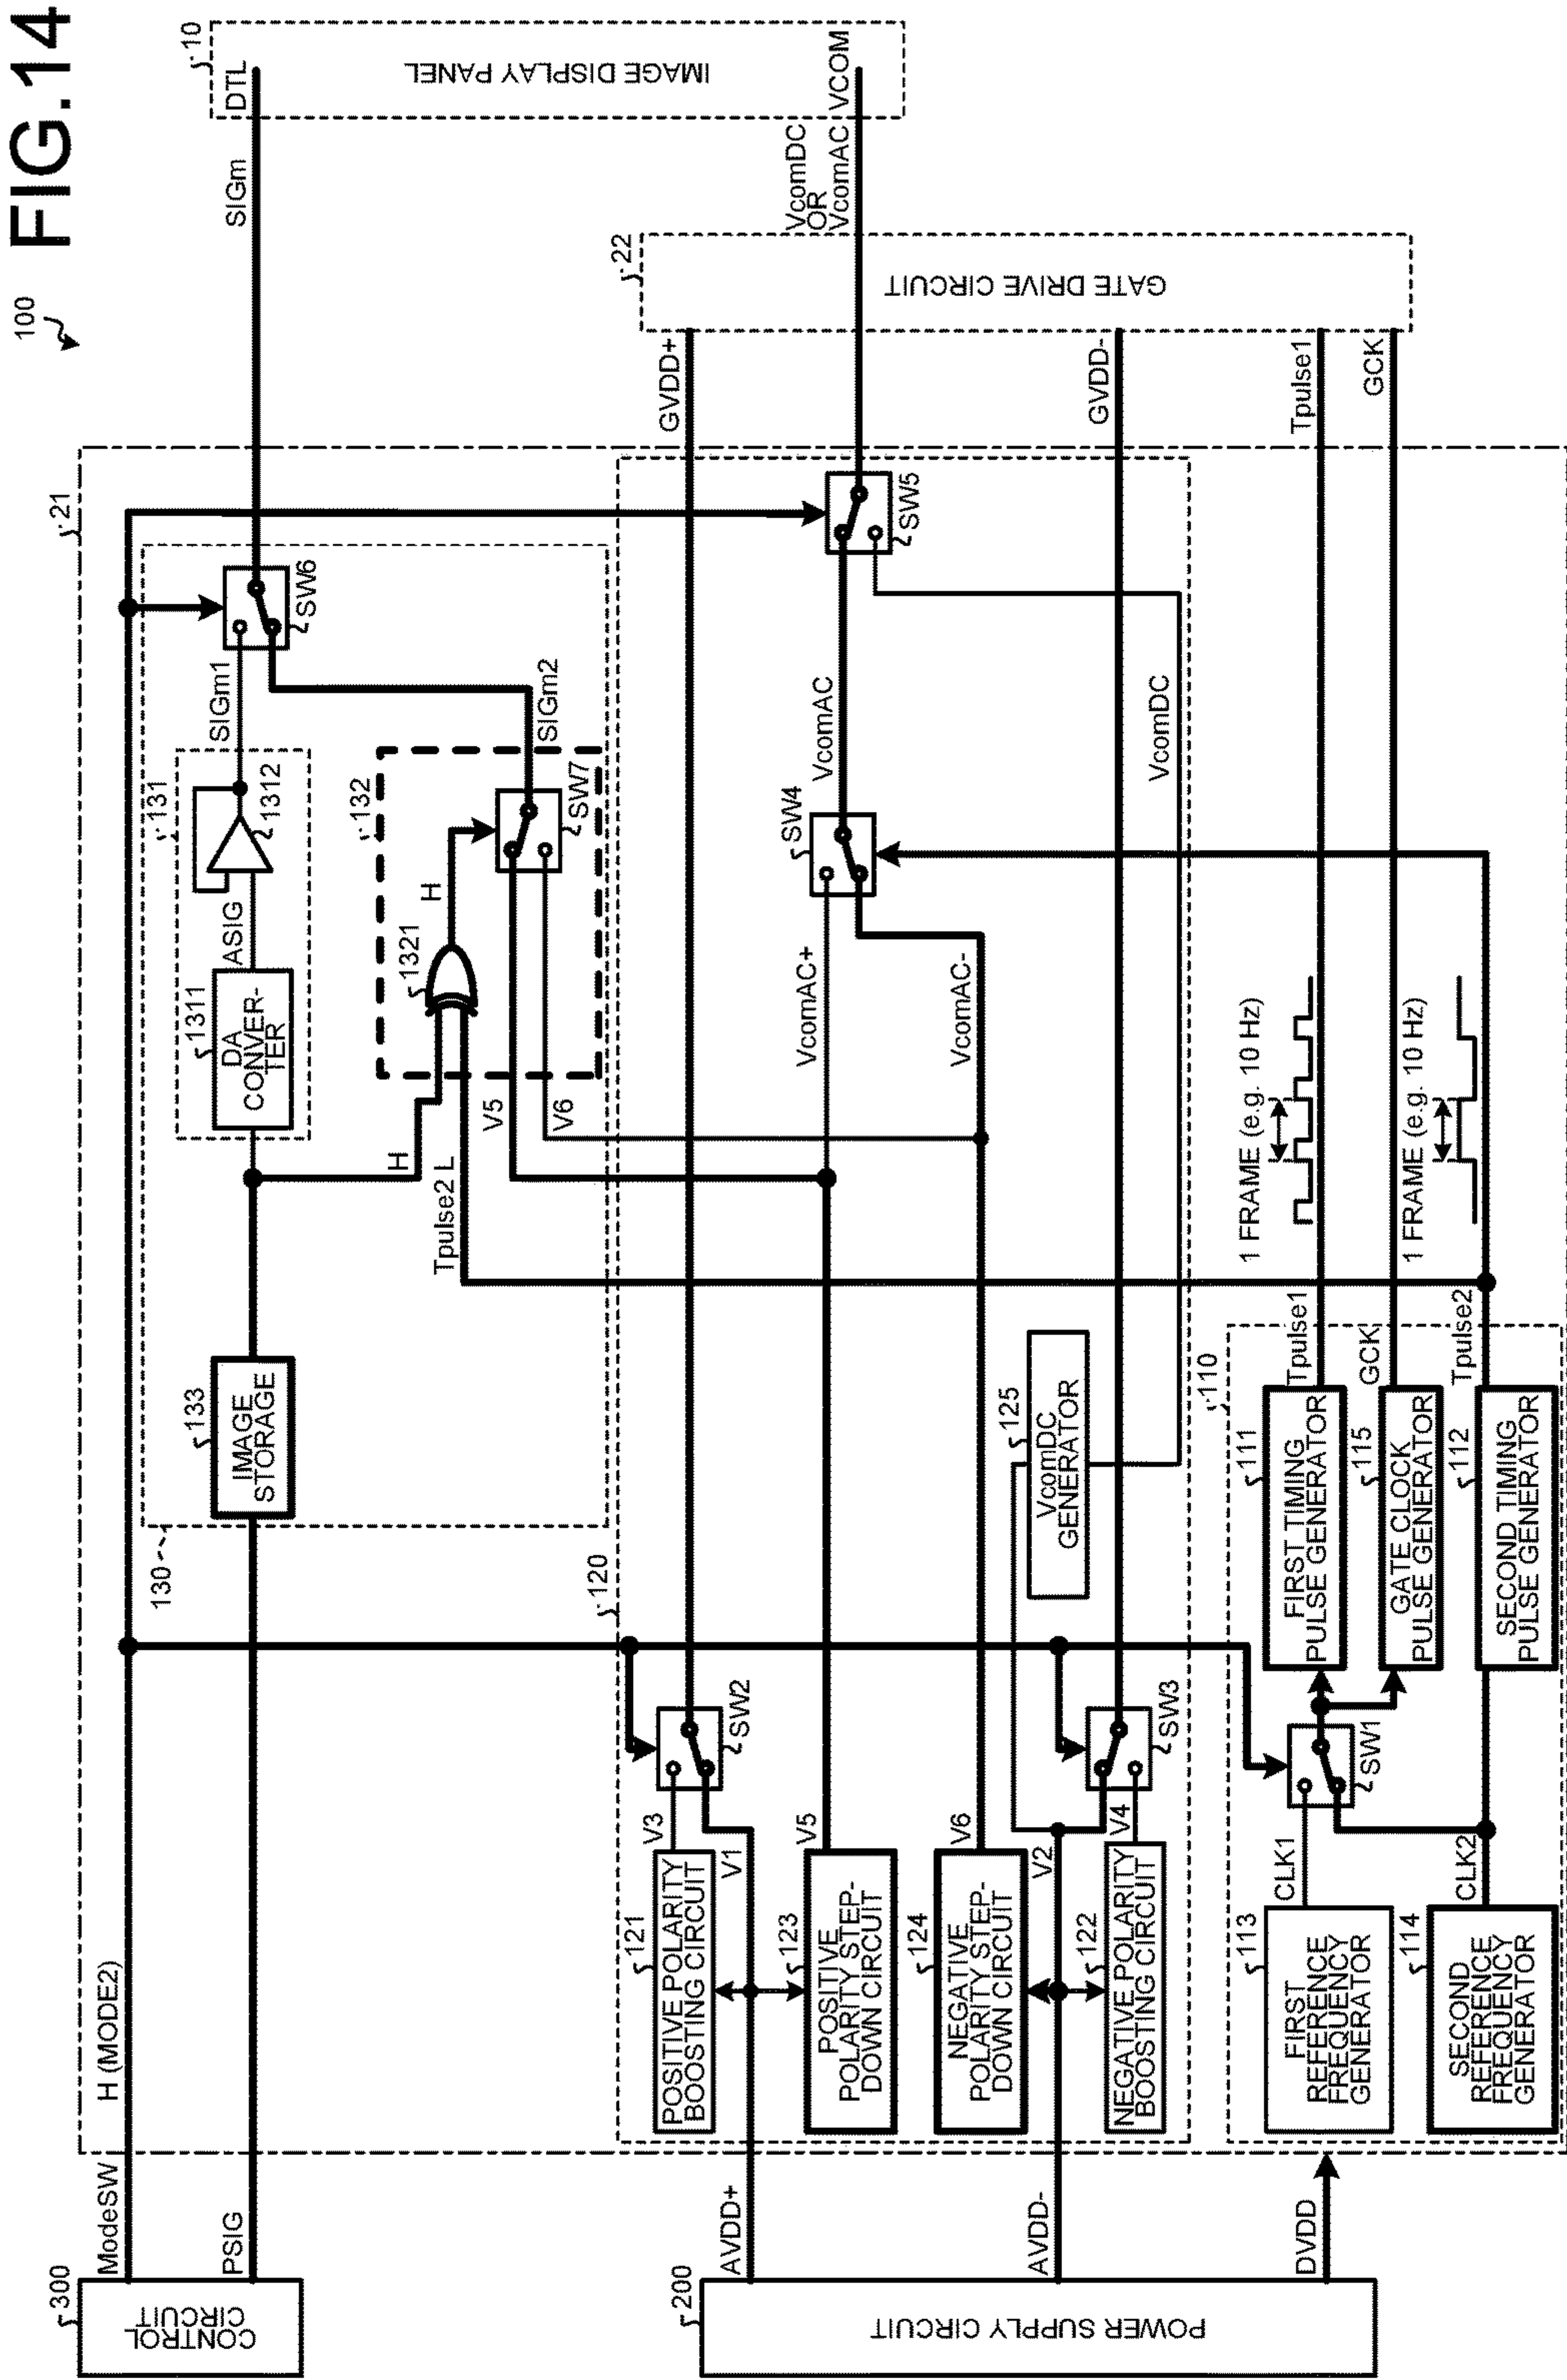 FIG.14
100
300
CONTROL
CIRCUIT
ModeSW
H (MODE2)
PSIG
21
130
133
IMAGE
STORAGE
131
1311
DA
CONVER-
TER
ASIG
1312
SIGm1
SW6
SIGm
DTL
10
IMAGE DISPLAY PANEL
VCOM
132
1321
H
H
Tpulse2 L
V5
V6
SW7
SIGm2
200
POWER SUPPLY CIRCUIT
AVDD+
AVDD-
DVDD
120
121
POSITIVE POLARITY
BOOSTING CIRCUIT
V3
V1
SW2
GVDD+
123
POSITIVE
POLARITY STEP-
DOWN CIRCUIT
V5
VcomAC+
SW4
VcomAC
SW5
VcomDC
OR
VcomAC
124
NEGATIVE
POLARITY STEP-
DOWN CIRCUIT
V6
VcomAC-
V2
122
NEGATIVE POLARITY
BOOSTING CIRCUIT
V4
SW3
125
VcomDC
GENERATOR
VcomDC
GVDD-
22
GATE DRIVE CIRCUIT
110
113
FIRST
REFERENCE
FREQUENCY
GENERATOR
CLK1
SW1
114
SECOND
REFERENCE
FREQUENCY
GENERATOR
CLK2
111
FIRST TIMING
PULSE GENERATOR
Tpulse1
1 FRAME (e.g. 10 Hz)
Tpulse1
115
GATE CLOCK
PULSE GENERATOR
GCK
GCK
112
SECOND TIMING
PULSE GENERATOR
Tpulse2
1 FRAME (e.g. 10 Hz)